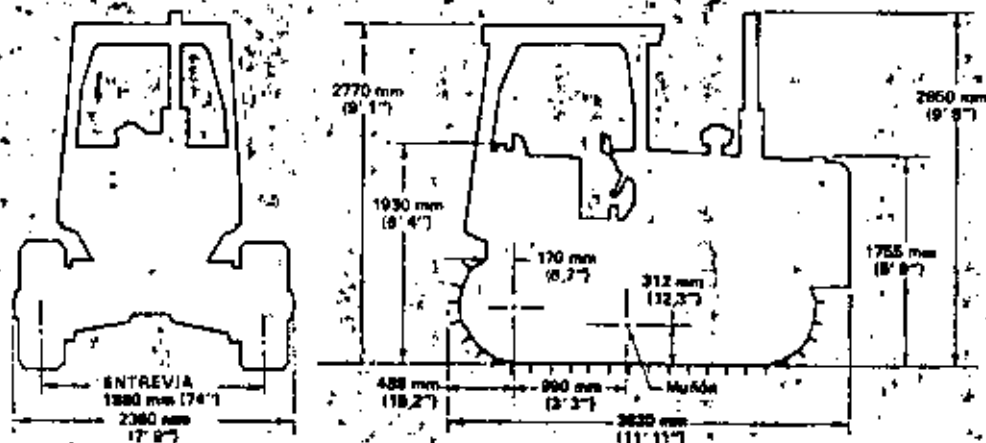 2770 mm
(9' 1")
1930 mm
(6' 4")
170 mm
(6,7")
312 mm
(12,3")
mm
(9' 8")
1755 mm
(5' 9")
ENTREVIA
1880 mm (74")
2360 mm
(7' 9")
488 mm
(19,2")
990 mm
(3' 3")
Muñón
3630 mm
(11' 11")